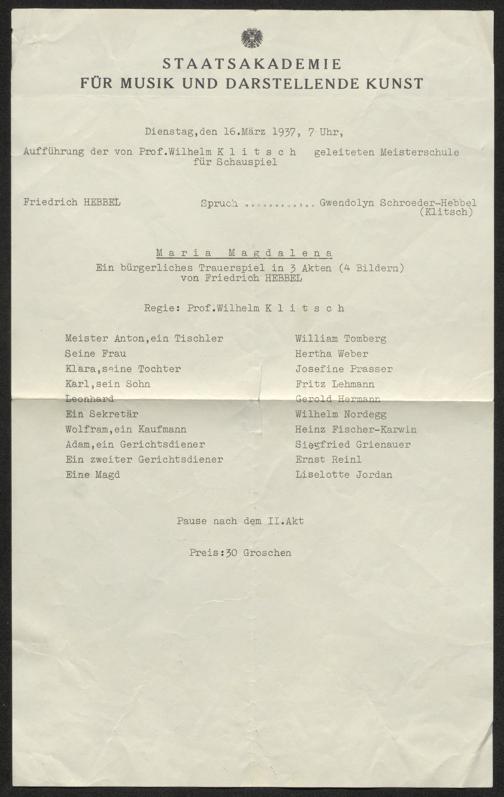 STAATSAKADEMIE
FÜR MUSIK UND DARSTELLENDE KUNST
Dienstag,den 16.März 1937, 7 Uhr,
Aufführung der von Prof.Wilhelm K l i t s c h geleiteten Meisterschule
für Schauspiel
Friedrich HEBBEL Spruch ............ Gwendolyn Schroeder-Hebbel
(Klitsch)
M a r i a M a g d a l e n a
Ein bürgerliches Trauerspiel in 3 Akten (4 Bildern)
von Friedrich HEBBEL
Regie: Prof.Wilhelm K l i t s c h
Meister Anton,ein Tischler William Tomberg
Seine Frau Hertha Weber
Klara,seine Tochter Josefine Prasser
Karl,sein Sohn Fritz Lehmann
Leonhard Gerold Hermann
Ein Sekretär Wilhelm Nordegg
Wolfram,ein Kaufmann Heinz Fischer-Karwin
Adam,ein Gerichtsdiener Siegfried Grienauer
Ein zweiter Gerichtsdiener Ernst Reinl
Eine Magd Liselotte Jordan
Pause nach dem II.Akt
Preis:30 Groschen